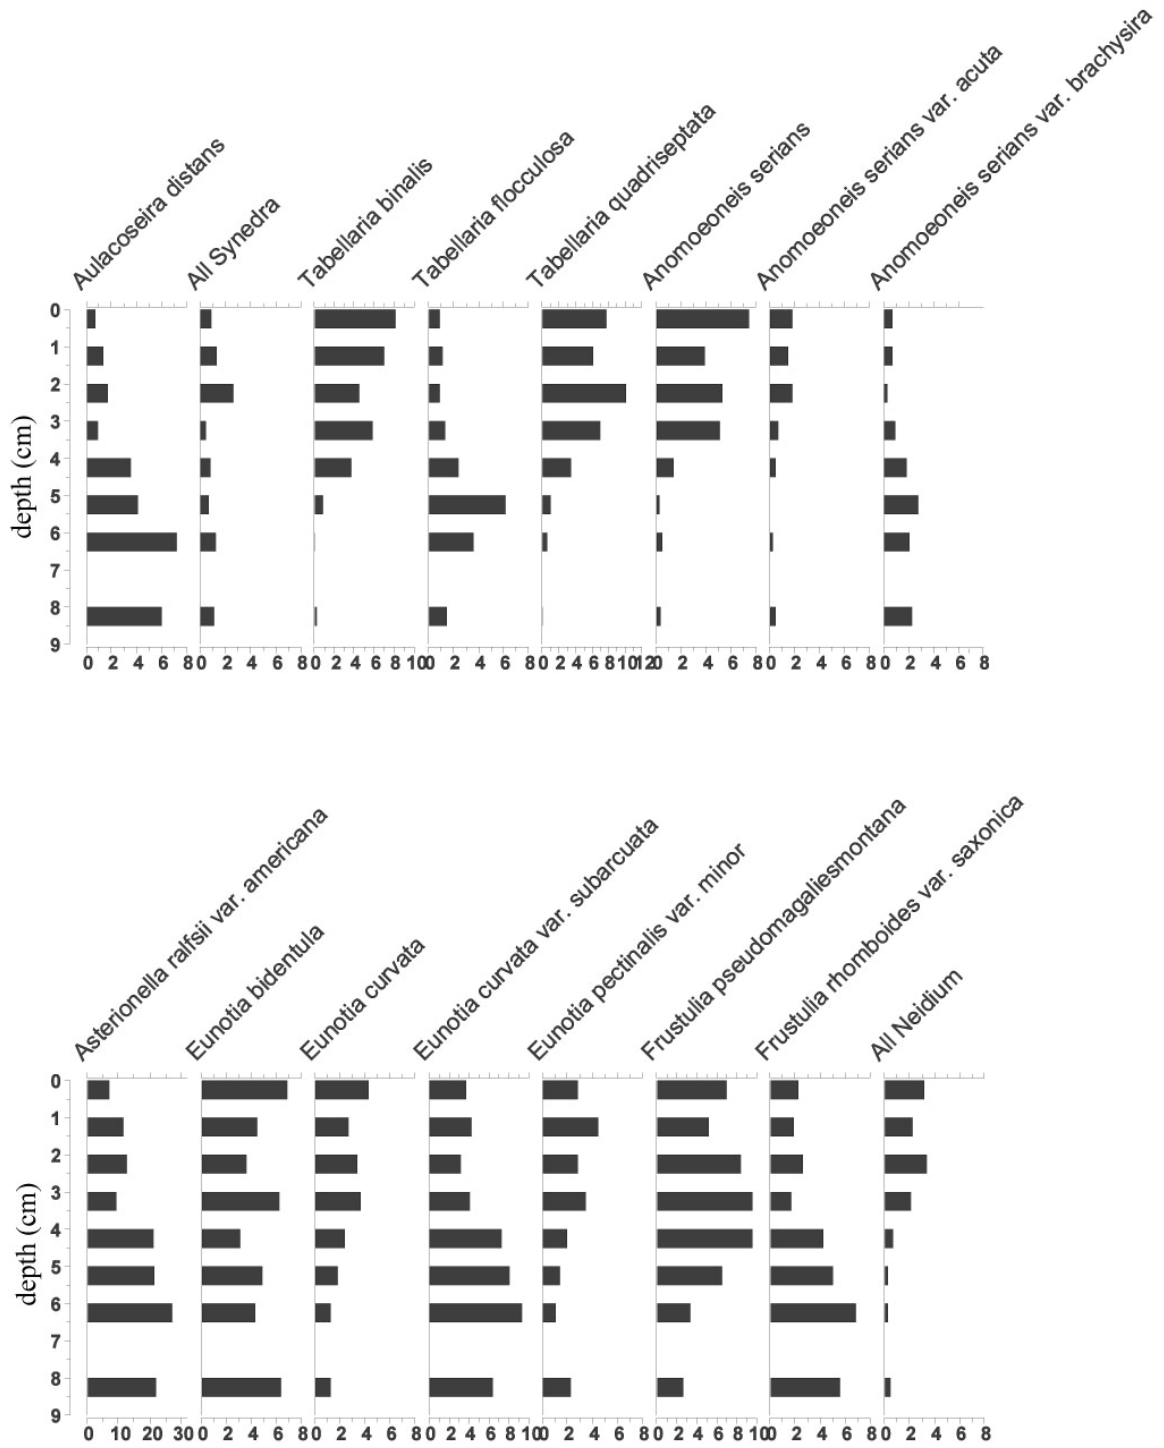 Aulacoseira distans
All Synedra
Tabellaria binalis
Tabellaria flocculosa
Tabellaria quadriseptata
Anomoeoneis serians
Anomoeoneis serians var. acuta
Anomoeoneis serians var. brachysira
depth (cm)
0
1
2
3
4
5
6
7
8
9
0 2 4 6 8
0 2 4 6 8
0 2 4 6 8 10
0 2 4 6 8
0 2 4 6 8 10 12
0 2 4 6 8
0 2 4 6 8
0 2 4 6 8
Asterionella ralfsii var. americana
Eunotia bidentula
Eunotia curvata
Eunotia curvata var. subarcuata
Eunotia pectinalis var. minor
Frustulia pseudomagaliesmontana
Frustulia rhomboides var. saxonica
All Neidium
depth (cm)
0
1
2
3
4
5
6
7
8
9
0 10 20 30
0 2 4 6 8
0 2 4 6 8
0 2 4 6 8 10
0 2 4 6 8
0 2 4 6 8 10
0 2 4 6 8
0 2 4 6 8